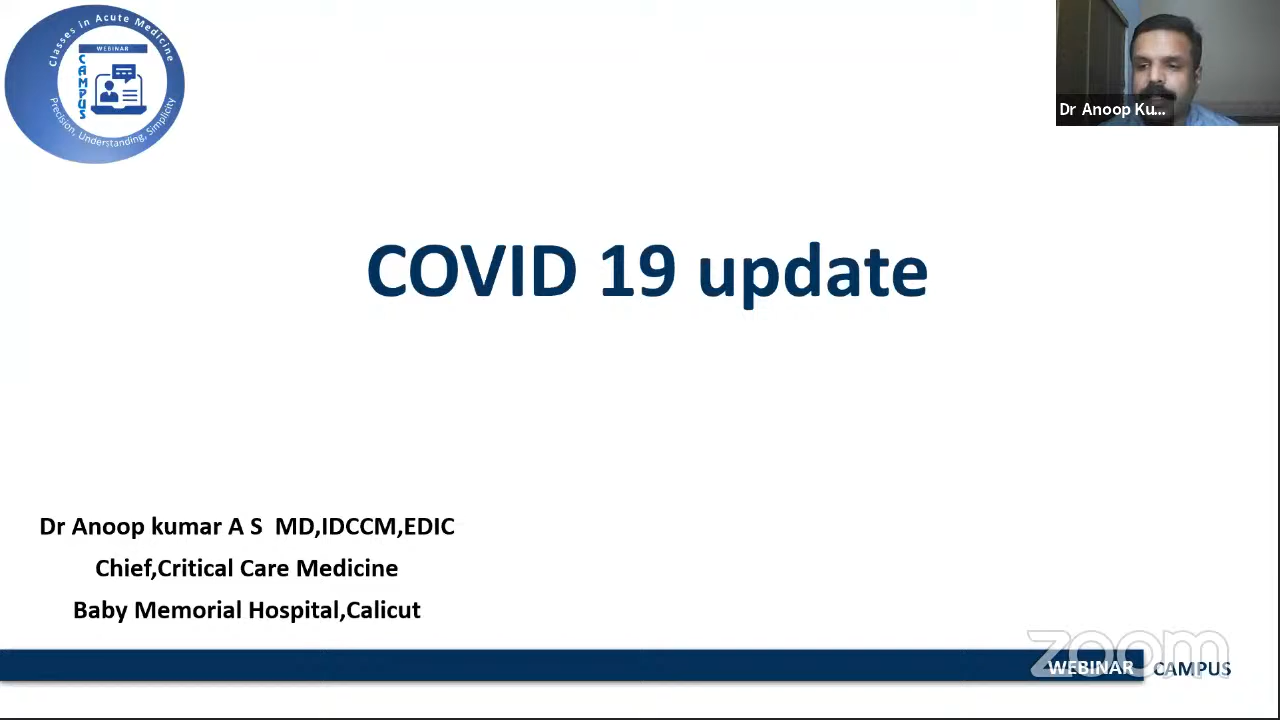 Classes in Acute Medicine
WEBINAR
CAMPUS
Precision, Understanding, Simplicity
Dr Anoop Ku...
COVID 19 update
Dr Anoop kumar A S MD,IDCCM,EDIC
Chief,Critical Care Medicine
Baby Memorial Hospital,Calicut
zoom
WEBINAR CAMPUS